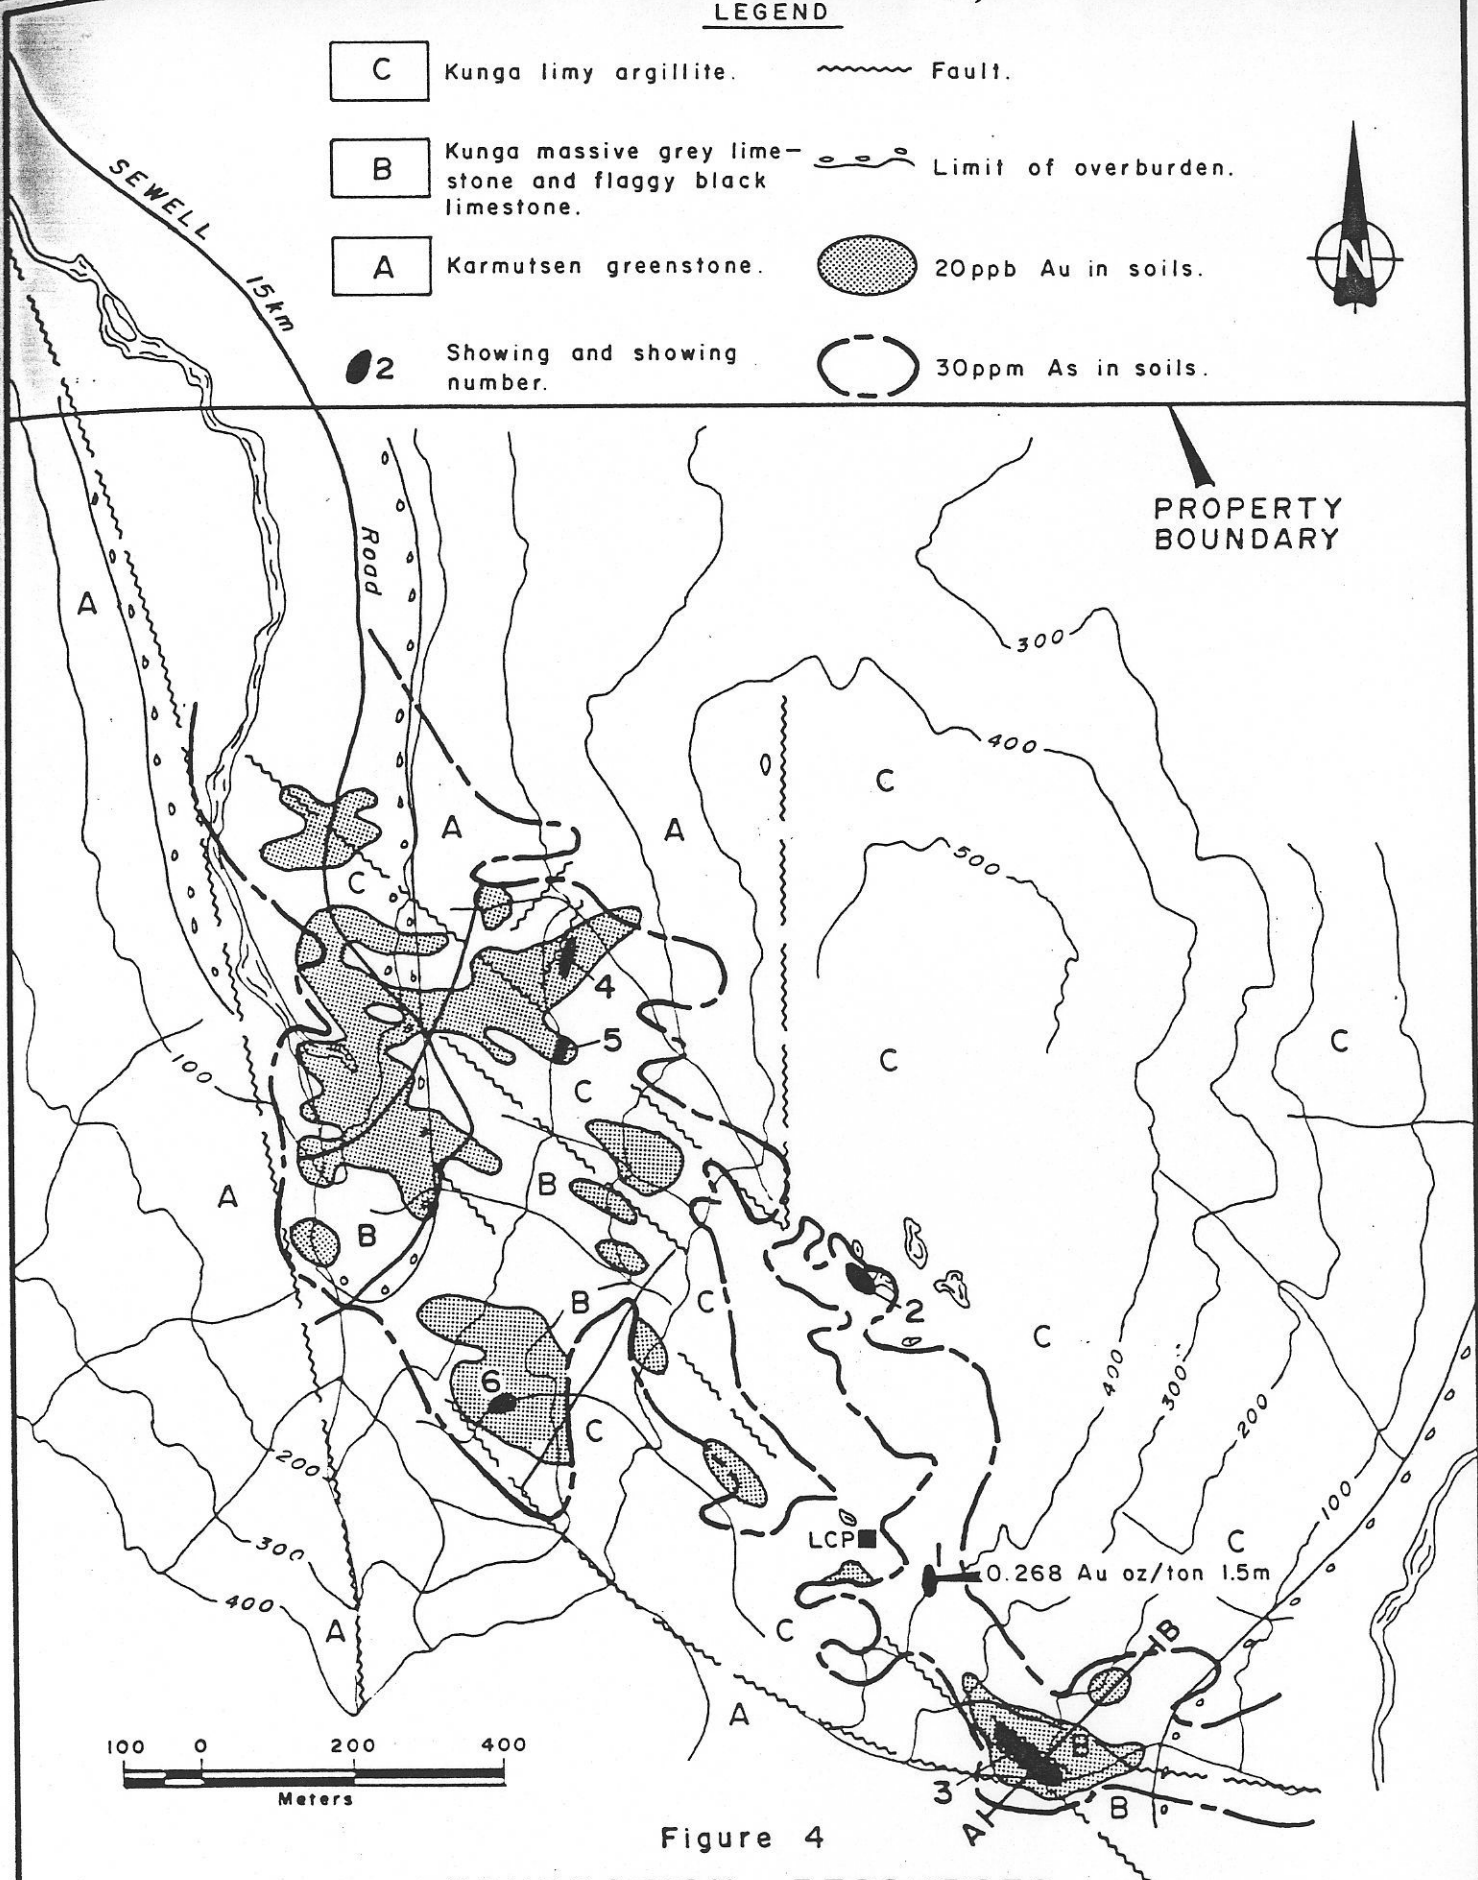 LEGEND
C Kunga limy argillite.
Fault.
B Kunga massive grey lime-
stone and flaggy black
limestone.
Limit of overburden.
A Karmutsen greenstone.
20ppb Au in soils.
2 Showing and showing
number.
30ppm As in soils.
N
SEWELL
15km
Road
PROPERTY
BOUNDARY
A
300
400
C
A
A
500
C
4
5
C
C
C
100
A
B
B
2
B
C
C
6
C
400
300
200
200
100
300
LCP
C
400
0.268 Au oz/ton 1.5m
1
A
C
B
A
B
3
B
A
100 0 200 400
Meters
Figure 4